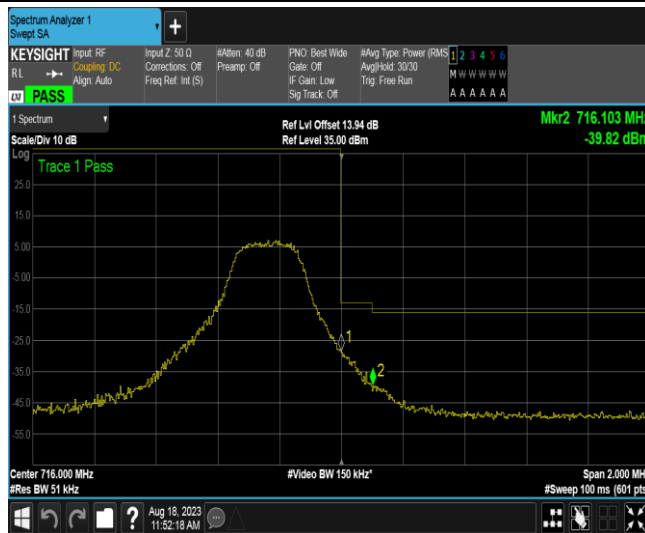 Spectrum Analyzer 1
Swept SA
+
KEYSIGHT
RL
LXI PASS
Input: RF
Coupling: DC
Align: Auto
Input Z: 50 Ω
Corrections: Off
Freq Ref: Int (S)
#Atten: 40 dB
Preamp: Off
PNO: Best Wide
Gate: Off
IF Gain: Low
Sig Track: Off
#Avg Type: Power (RMS
Avg|Hold: 30/30
Trig: Free Run
1 2 3 4 5 6
M W W W W W
A A A A A A
1 Spectrum
Scale/Div 10 dB
Ref Lvl Offset 13.94 dB
Ref Level 35.00 dBm
Mkr2 716.103 MHz
-39.82 dBm
Log
Trace 1 Pass
25.0
15.0
5.00
-5.00
-15.0
-25.0
-35.0
-45.0
-55.0
1
2
Center 716.000 MHz
#Res BW 51 kHz
#Video BW 150 kHz*
Span 2.000 MH
#Sweep 100 ms (601 pts
?
Aug 18, 2023
11:52:18 AM